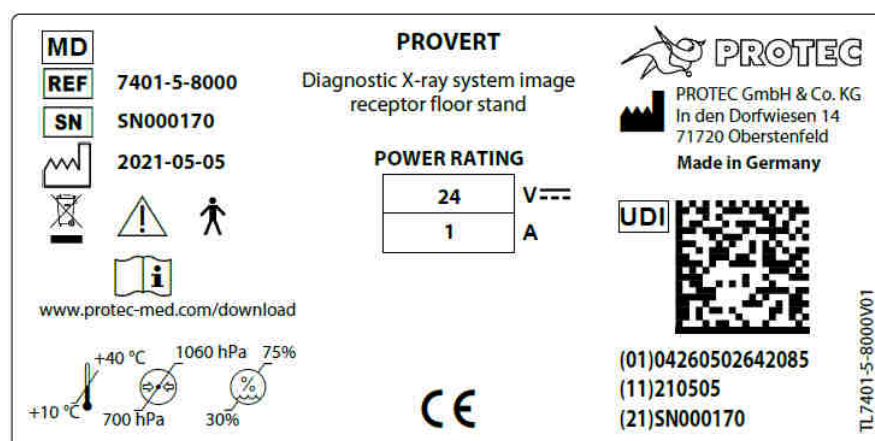 MD
REF 7401-5-8000
SN SN000170
2021-05-05
www.protec-med.com/download
+40 °C
+10 °C
1060 hPa
700 hPa
75%
%
30%
PROVERT
Diagnostic X-ray system image
receptor floor stand
POWER RATING
24 V
1 A
CE
PROTEC
PROTEC GmbH & Co. KG
In den Dorfwiesen 14
71720 Oberstenfeld
Made in Germany
UDI
(01)04260502642085
(11)210505
(21)SN000170
TL7401-5-8000V01